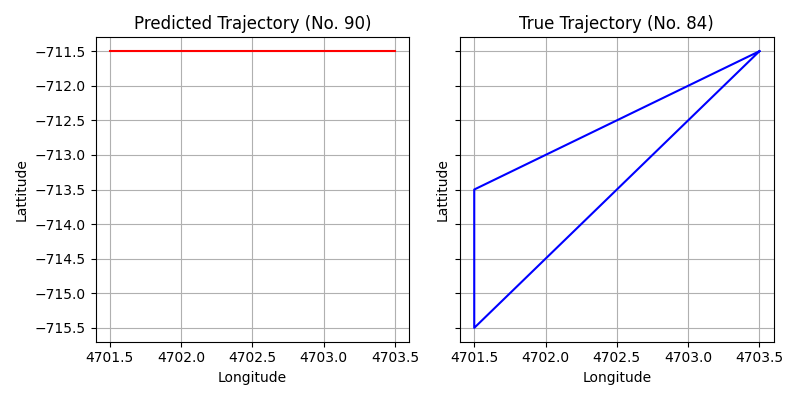 Predicted Trajectory (No. 90)
True Trajectory (No. 84)
−711.5
−712.0
−712.5
−713.0
−713.5
−714.0
−714.5
−715.0
−715.5
Lattitude
Lattitude
4701.5 4702.0 4702.5 4703.0 4703.5
4701.5 4702.0 4702.5 4703.0 4703.5
Longitude
Longitude